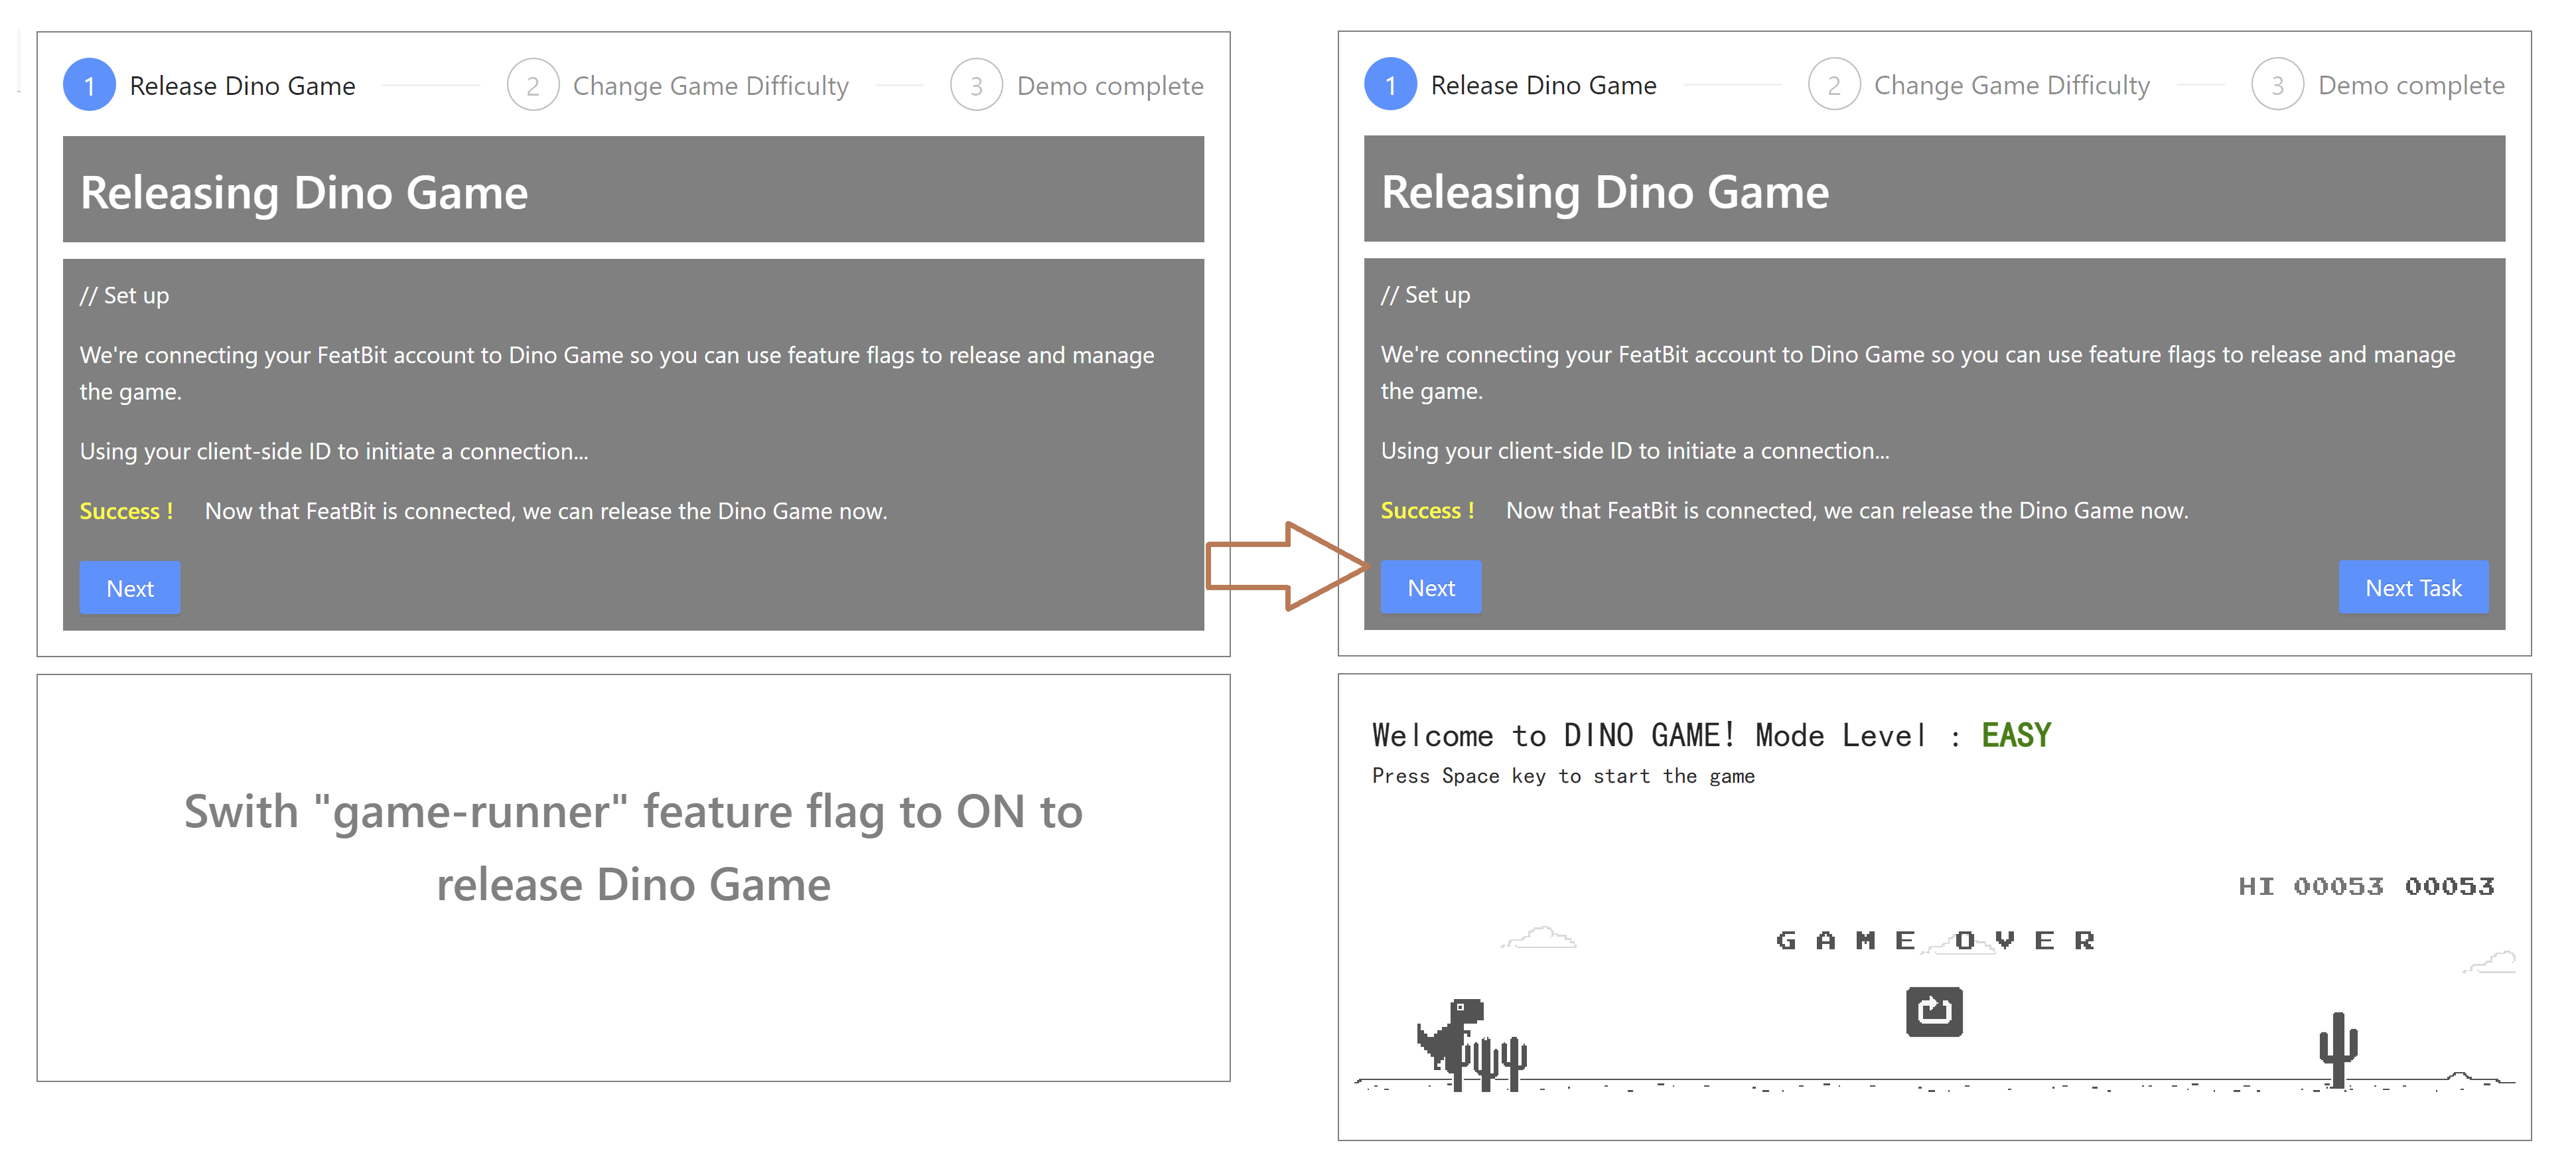 1 Release Dino Game 2 Change Game Difficulty 3 Demo complete
Releasing Dino Game
// Set up
We're connecting your FeatBit account to Dino Game so you can use feature flags to release and manage
the game.
Using your client-side ID to initiate a connection...
Success ! Now that FeatBit is connected, we can release the Dino Game now.
Next
Swith "game-runner" feature flag to ON to
release Dino Game
1 Release Dino Game 2 Change Game Difficulty 3 Demo complete
Releasing Dino Game
// Set up
We're connecting your FeatBit account to Dino Game so you can use feature flags to release and manage
the game.
Using your client-side ID to initiate a connection...
Success ! Now that FeatBit is connected, we can release the Dino Game now.
Next Next Task
Welcome to DINO GAME! Mode Level : EASY
Press Space key to start the game
HI 00053 00053
GAME OVER